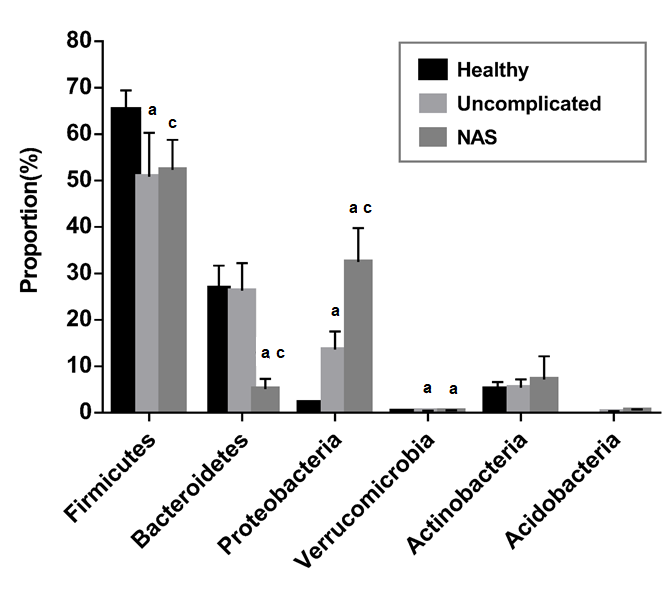 80
70
60
50
40
30
20
10
0
Proportion(%)
Healthy
Uncomplicated
NAS
a
c
a c
a
a c
a
a
Firmicutes
Bacteroidetes
Proteobacteria
Verrucomicrobia
Actinobacteria
Acidobacteria